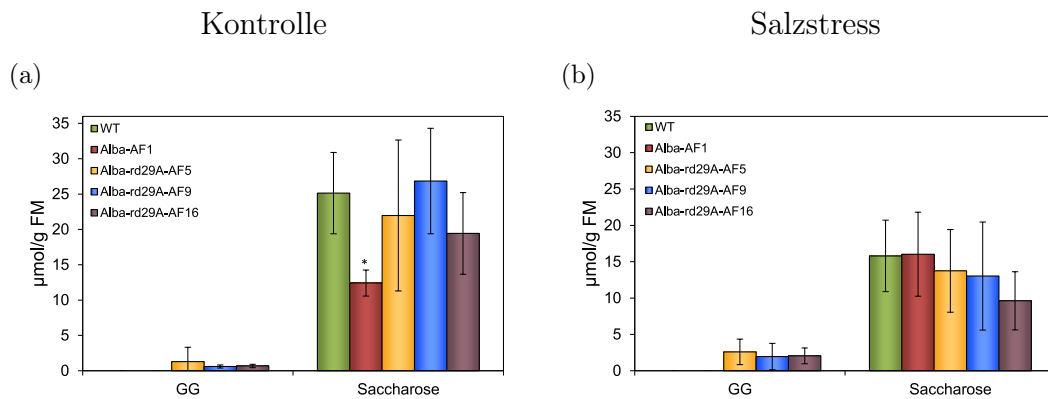 Kontrolle
Salzstress
(a)
(b)
35
30
25
20
15
10
5
0
µmol/g FM
WT
Alba-AF1
Alba-rd29A-AF5
Alba-rd29A-AF9
Alba-rd29A-AF16
*
GG Saccharose
35
30
25
20
15
10
5
0
µmol/g FM
WT
Alba-AF1
Alba-rd29A-AF5
Alba-rd29A-AF9
Alba-rd29A-AF16
GG Saccharose